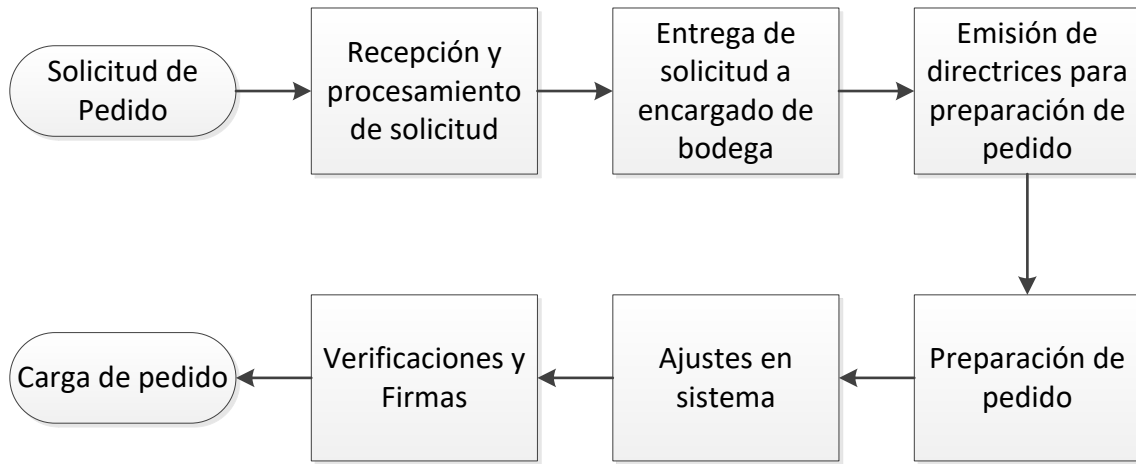 Solicitud de
Pedido
Recepción y
procesamiento
de solicitud
Entrega de
solicitud a
encargado de
bodega
Emisión de
directrices para
preparación de
pedido
Preparación de
pedido
Ajustes en
sistema
Verificaciones y
Firmas
Carga de pedido